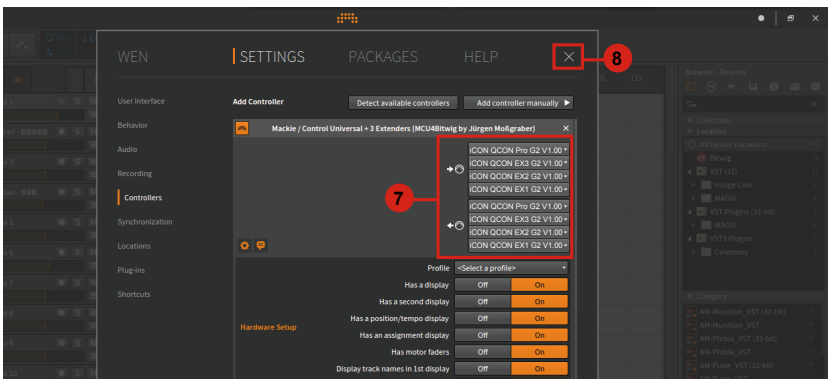 WEN
SETTINGS
PACKAGES
HELP
8
113
Browser - Devices
User Interface
Add Controller
Detect available controllers
Add controller manually
Collection
Location
Behavior
Mackie / Control Universal + 3 Extenders (MCU4Bitwig by Jürgen Moßgraber)
All Device Locations
Audio
iCON QCON Pro G2 V1.00
Bitwig
Recording
iCON QCON EX3 G2 V1.00
VST (32)
iCON QCON EX2 G2 V1.00
Image-Line
Controllers
iCON QCON EX1 G2 V1.00
MAGIX
7
iCON QCON Pro G2 V1.00
VST Plugins (32-bit)
Synchronization
iCON QCON EX3 G2 V1.00
MAGIX
iCON QCON EX2 G2 V1.00
VST3 Plugins
Locations
iCON QCON EX1 G2 V1.00
Celemony
Plug-ins
Profile
<Select a profile>
Shortcuts
Has a display Off On
Category
Has a second display Off On
AM-Munition_VST (32-bit)
Has a position/tempo display Off On
AM-Munition_VST
Hardware Setup
Has an assignment display Off On
AM-Phibia_VST (32-bit)
Has motor faders Off On
AM-Phibia_VST
Display track names in 1st display Off On
AM-Pulse_VST (32-bit)